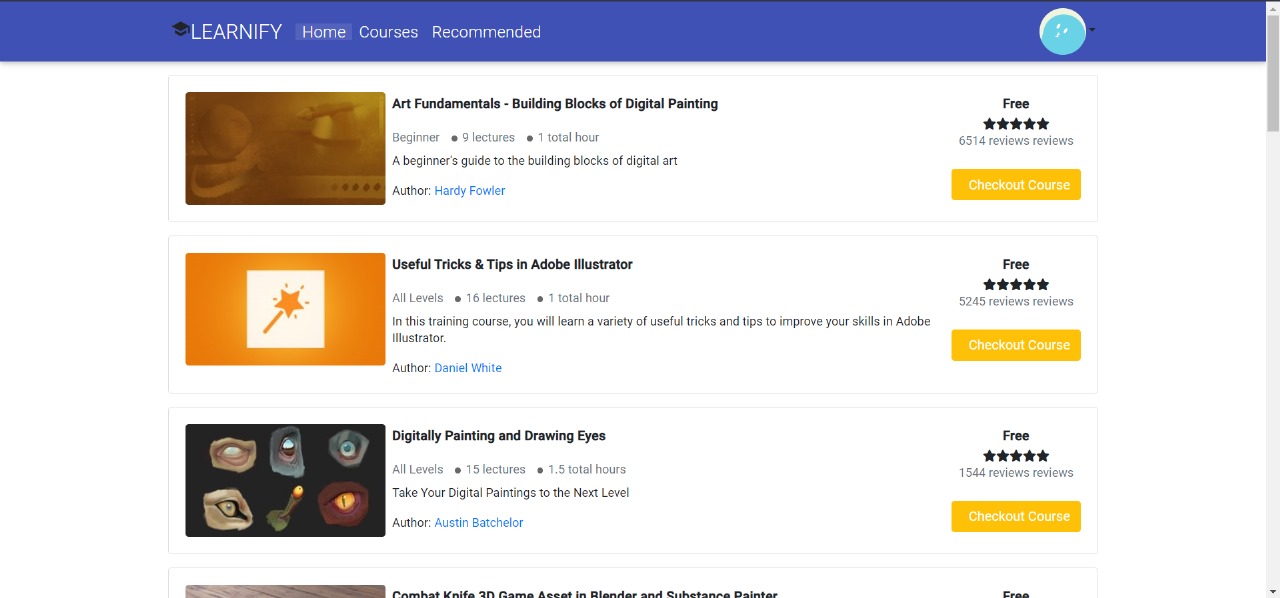 LEARNIFY Home Courses Recommended
Art Fundamentals - Building Blocks of Digital Painting
Free
Beginner ● 9 lectures ● 1 total hour
6514 reviews reviews
A beginner's guide to the building blocks of digital art
Author: Hardy Fowler
Checkout Course
Useful Tricks & Tips in Adobe Illustrator
Free
All Levels ● 16 lectures ● 1 total hour
5245 reviews reviews
In this training course, you will learn a variety of useful tricks and tips to improve your skills in Adobe
Illustrator.
Checkout Course
Author: Daniel White
Digitally Painting and Drawing Eyes
Free
All Levels ● 15 lectures ● 1.5 total hours
1544 reviews reviews
Take Your Digital Paintings to the Next Level
Author: Austin Batchelor
Checkout Course
Combat Knife 3D Game Asset in Blender and Substance Painter
Free